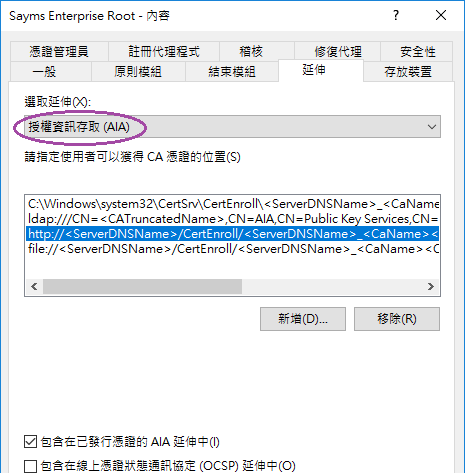 Sayms Enterprise Root - 內容
憑證管理員 註冊代理程式 稽核 修復代理 安全性
一般 原則模組 結束模組 延伸 存放裝置
選取延伸(X):
授權資訊存取 (AIA)
請指定使用者可以獲得 CA 憑證的位置(S)
C:\Windows\system32\CertSrv\CertEnroll\<ServerDNSName>_<CaName
ldap:///CN=<CATruncatedName>,CN=AIA,CN=Public Key Services,CN=
http://<ServerDNSName>/CertEnroll/<ServerDNSName>_<CaName><
file://<ServerDNSName>/CertEnroll/<ServerDNSName>_<CaName><C
新增(D)... 移除(R)
包含在已發行憑證的 AIA 延伸中(I)
包含在線上憑證狀態通訊協定 (OCSP) 延伸中(O)